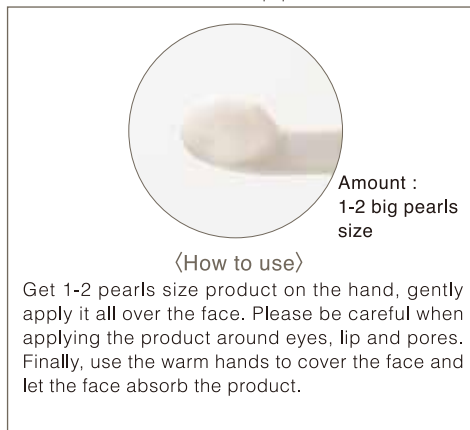 Amount :
1-2 big pearls
size
〈How to use〉
Get 1-2 pearls size product on the hand, gently
apply it all over the face. Please be careful when
applying the product around eyes, lip and pores.
Finally, use the warm hands to cover the face and
let the face absorb the product.